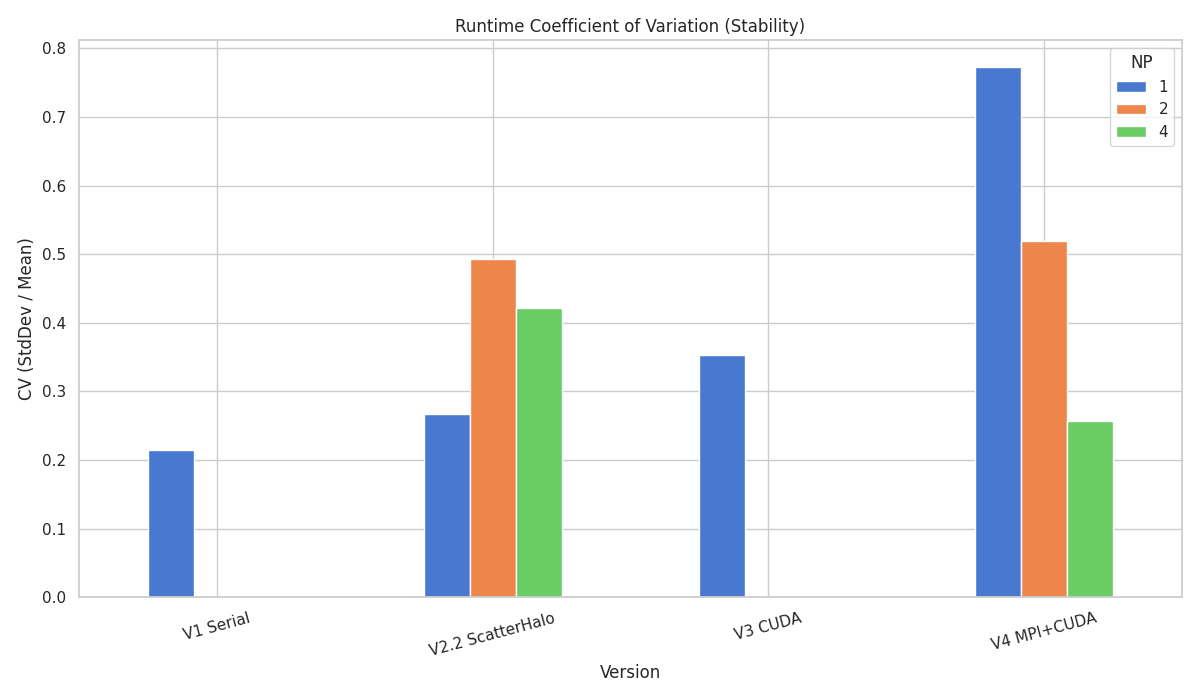 Runtime Coefficient of Variation (Stability)
NP
1
2
4
CV (StdDev / Mean)
0.8
0.7
0.6
0.5
0.4
0.3
0.2
0.1
0.0
V1 Serial
V2.2 ScatterHalo
V3 CUDA
V4 MPI+CUDA
Version